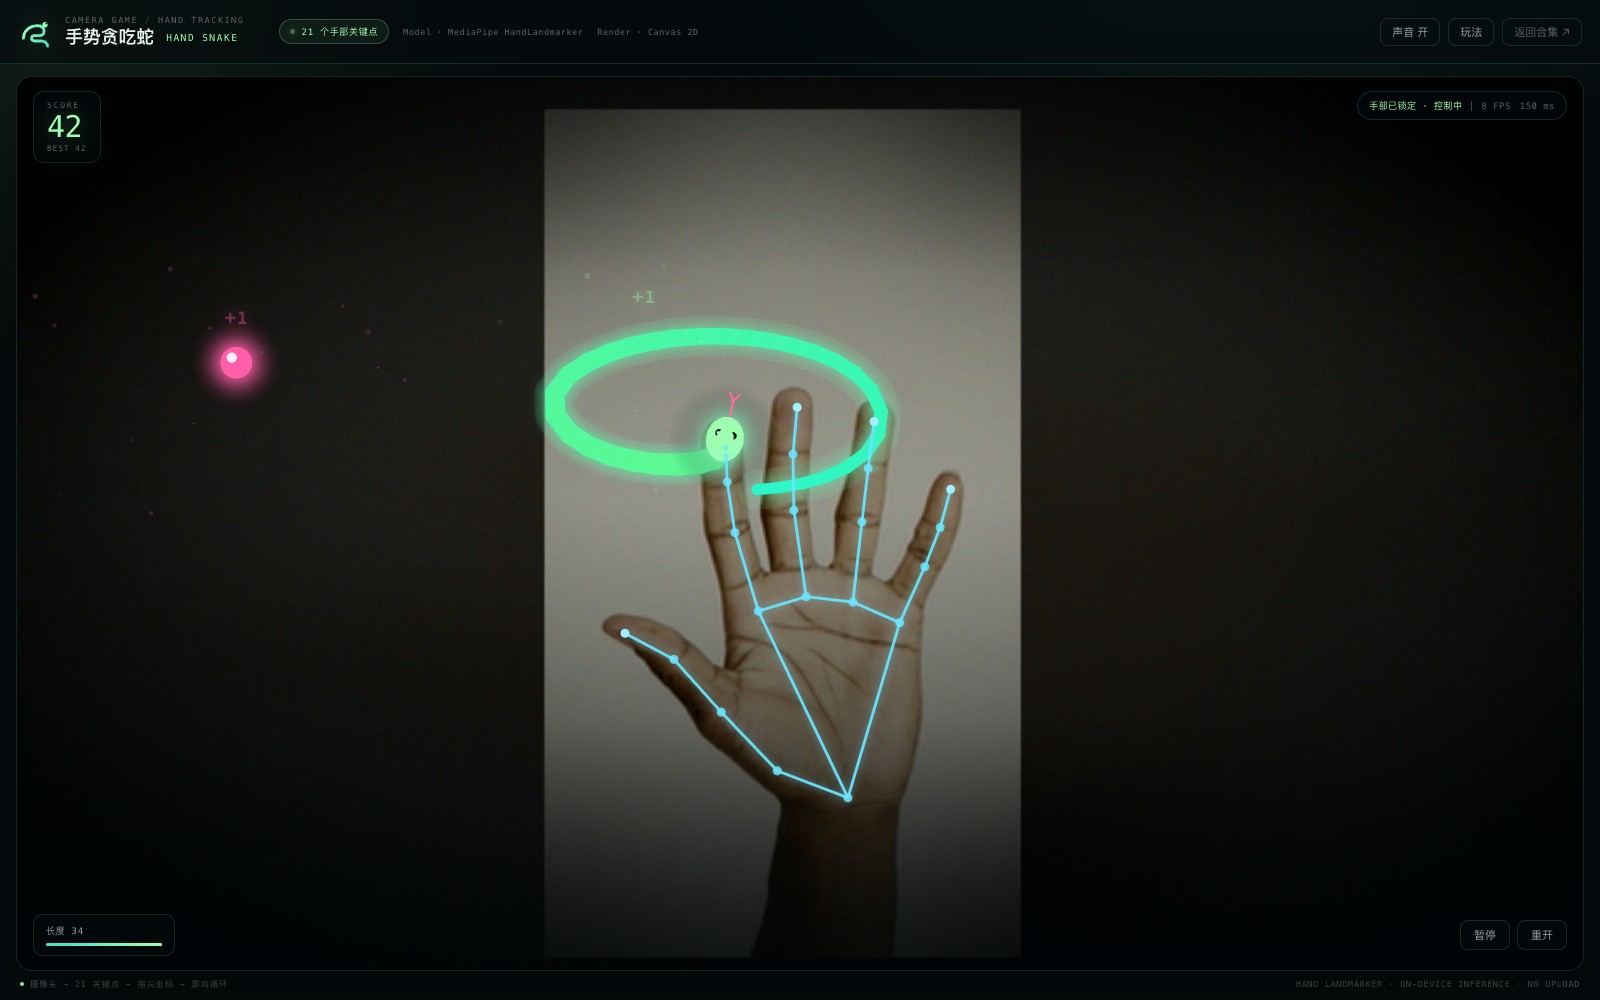 CAMERA GAME / HAND TRACKING
手势贪吃蛇 HAND SNAKE
21 个手部关键点
Model · MediaPipe HandLandmarker Render · Canvas 2D
声音 开
玩法
返回合集 ↗
SCORE
42
BEST 42
手部已锁定 · 控制中 | 8 FPS 150 ms
+1
+1
长度 34
暂停
重开
摄像头 → 21 关键点 → 指尖坐标 → 游戏循环
HAND LANDMARKER · ON-DEVICE INFERENCE · NO UPLOAD